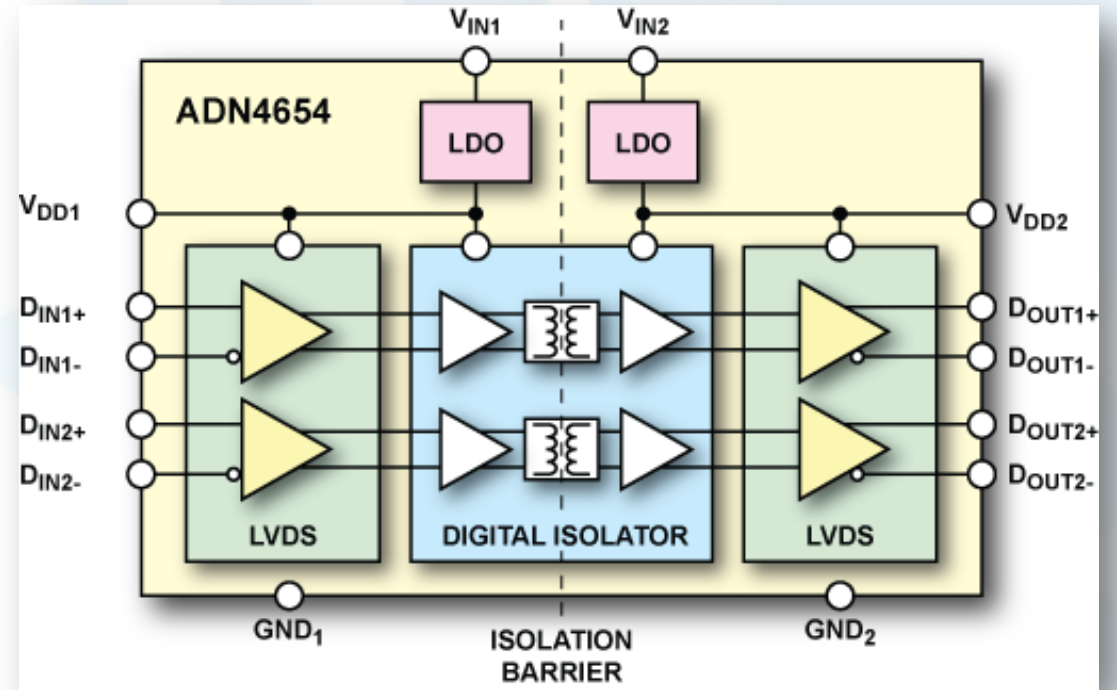 VIN1
VIN2
ADN4654
LDO
LDO
VDD1
VDD2
DIN1+
DOUT1+
DIN1-
DOUT1-
DIN2+
DOUT2+
DIN2-
DOUT2-
LVDS
DIGITAL ISOLATOR
LVDS
GND1
ISOLATION
BARRIER
GND2